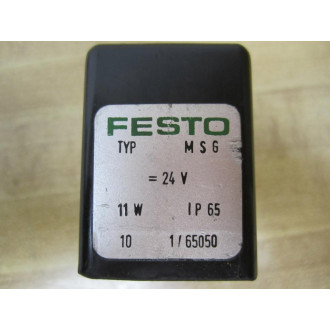 FESTO
TYP MSG
= 24 V
11 W IP 65
10 1/65050